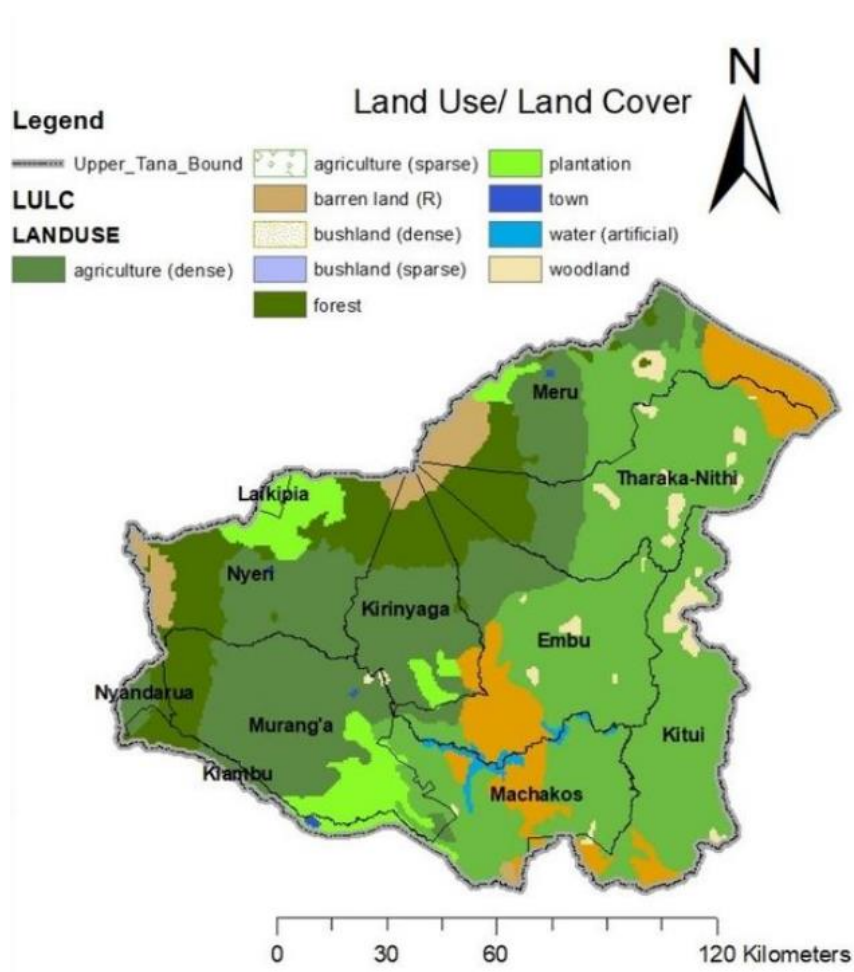 N
Land Use/ Land Cover
Legend
Upper_Tana_Bound
LULC
LANDUSE
agriculture (dense)
agriculture (sparse)
barren land (R)
bushland (dense)
bushland (sparse)
forest
plantation
town
water (artificial)
woodland
Meru
Tharaka-Nithi
Laikipia
Nyeri
Kirinyaga
Embu
Nyandarua
Murang'a
Kitui
Kiambu
Machakos
0 30 60 120 Kilometers